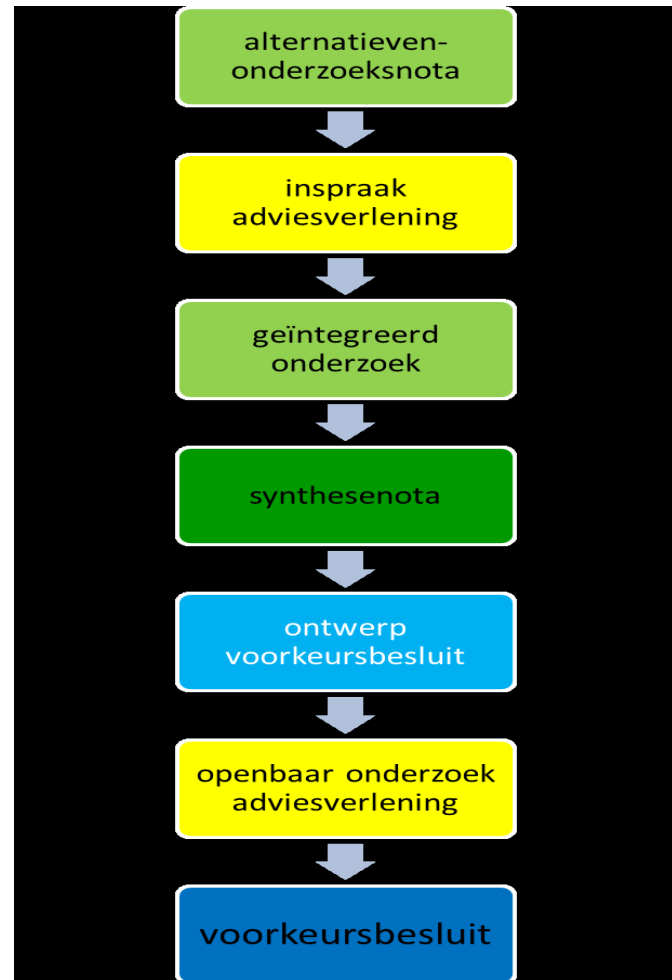 alternatieven-
onderzoeksnota
inspraak
adviesverlening
geïntegreerd
onderzoek
synthesenota
ontwerp
voorkeursbesluit
openbaar onderzoek
adviesverlening
voorkeursbesluit